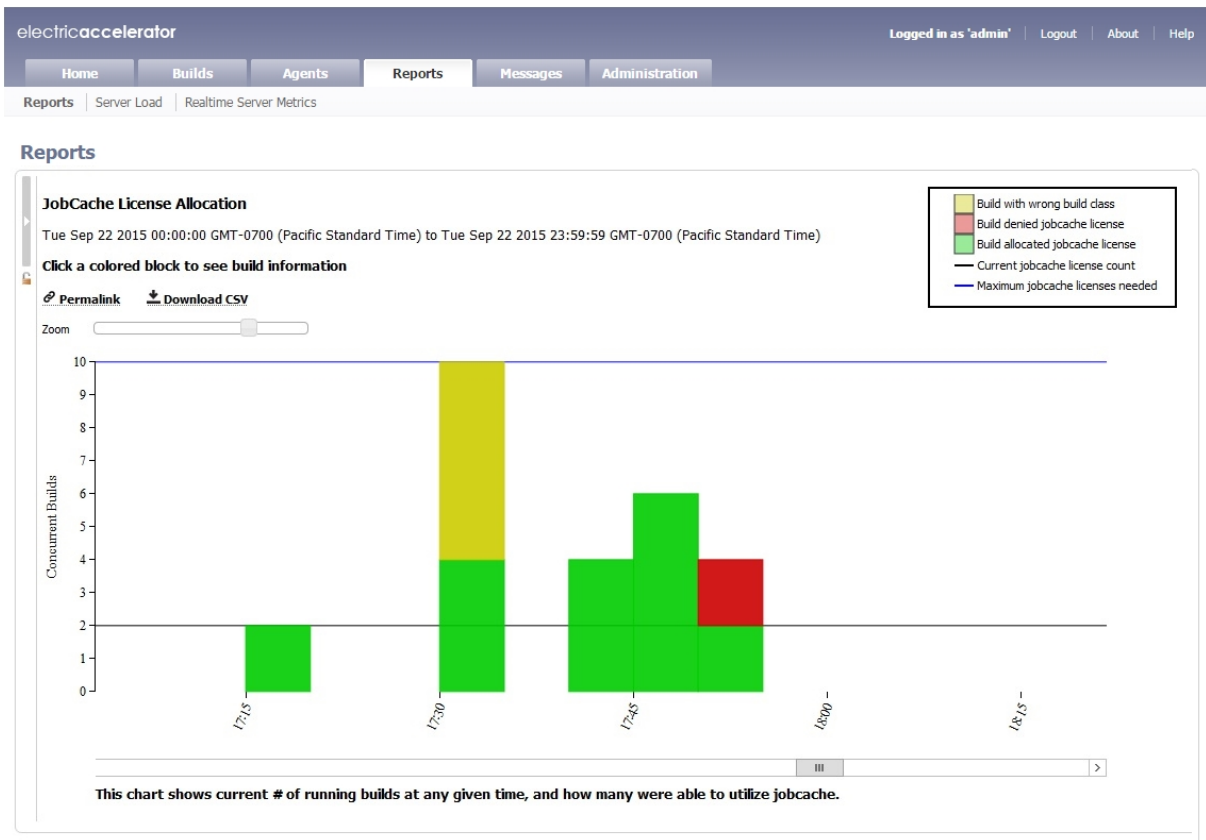 electricaccelerator
Logged in as 'admin' Logout About Help
Home Builds Agents Reports Messages Administration
Reports Server Load Realtime Server Metrics
Reports
JobCache License Allocation
Tue Sep 22 2015 00:00:00 GMT-0700 (Pacific Standard Time) to Tue Sep 22 2015 23:59:59 GMT-0700 (Pacific Standard Time)
Click a colored block to see build information
Permalink Download CSV
Zoom
Build with wrong build class
Build denied jobcache license
Build allocated jobcache license
Current jobcache license count
Maximum jobcache licenses needed
Concurrent Builds
10
9
8
7
6
5
4
3
2
1
0
17:15 17:30 17:45 18:00 18:15
This chart shows current # of running builds at any given time, and how many were able to utilize jobcache.